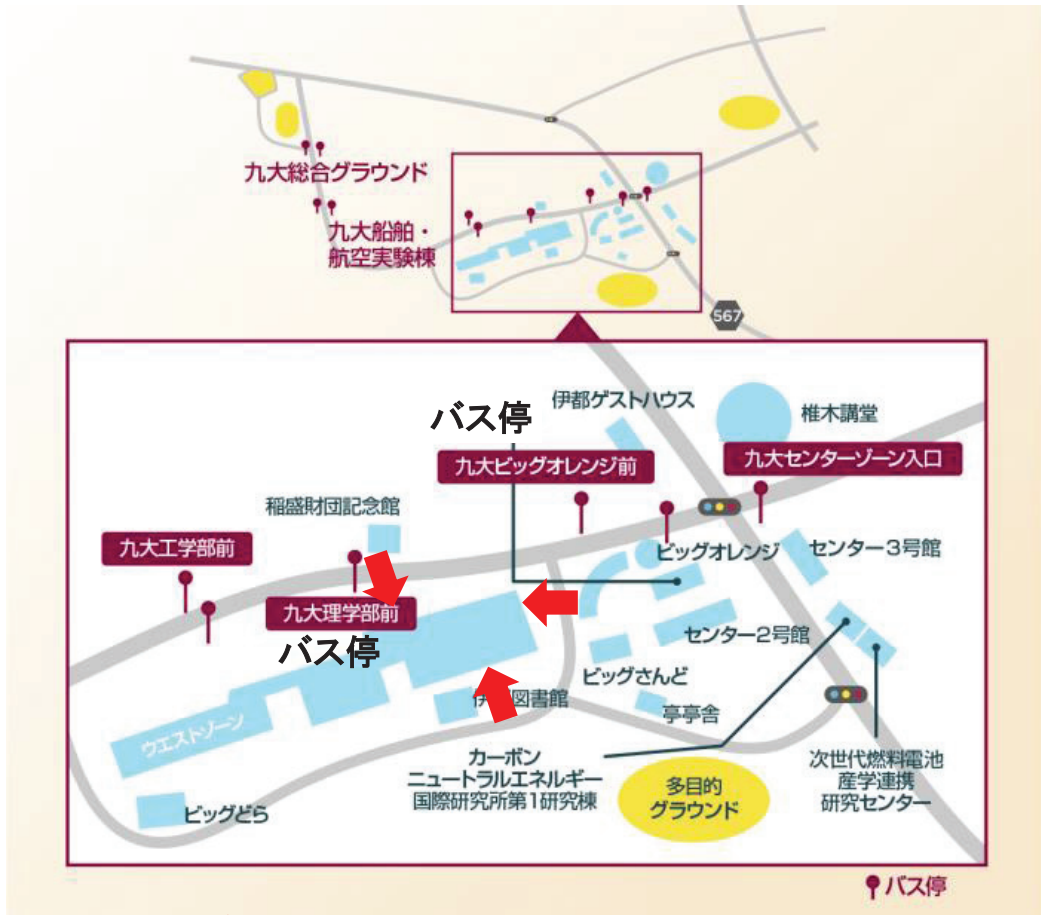 九大総合グラウンド
九大船舶・
航空実験棟
567
バス停
伊都ゲストハウス
椎木講堂
九大ビッグオレンジ前
九大センターゾーン入口
稲盛財団記念館
九大工学部前
ビッグオレンジ
センター3号館
九大理学部前
バス停
センター2号館
ビッグさんど
伊 図書館
亭亭舎
ウエストゾーン
カーボン
ニュートラルエネルギー
国際研究所第1研究棟
多目的
グラウンド
次世代燃料電池
産学連携
研究センター
ビッグどら
バス停